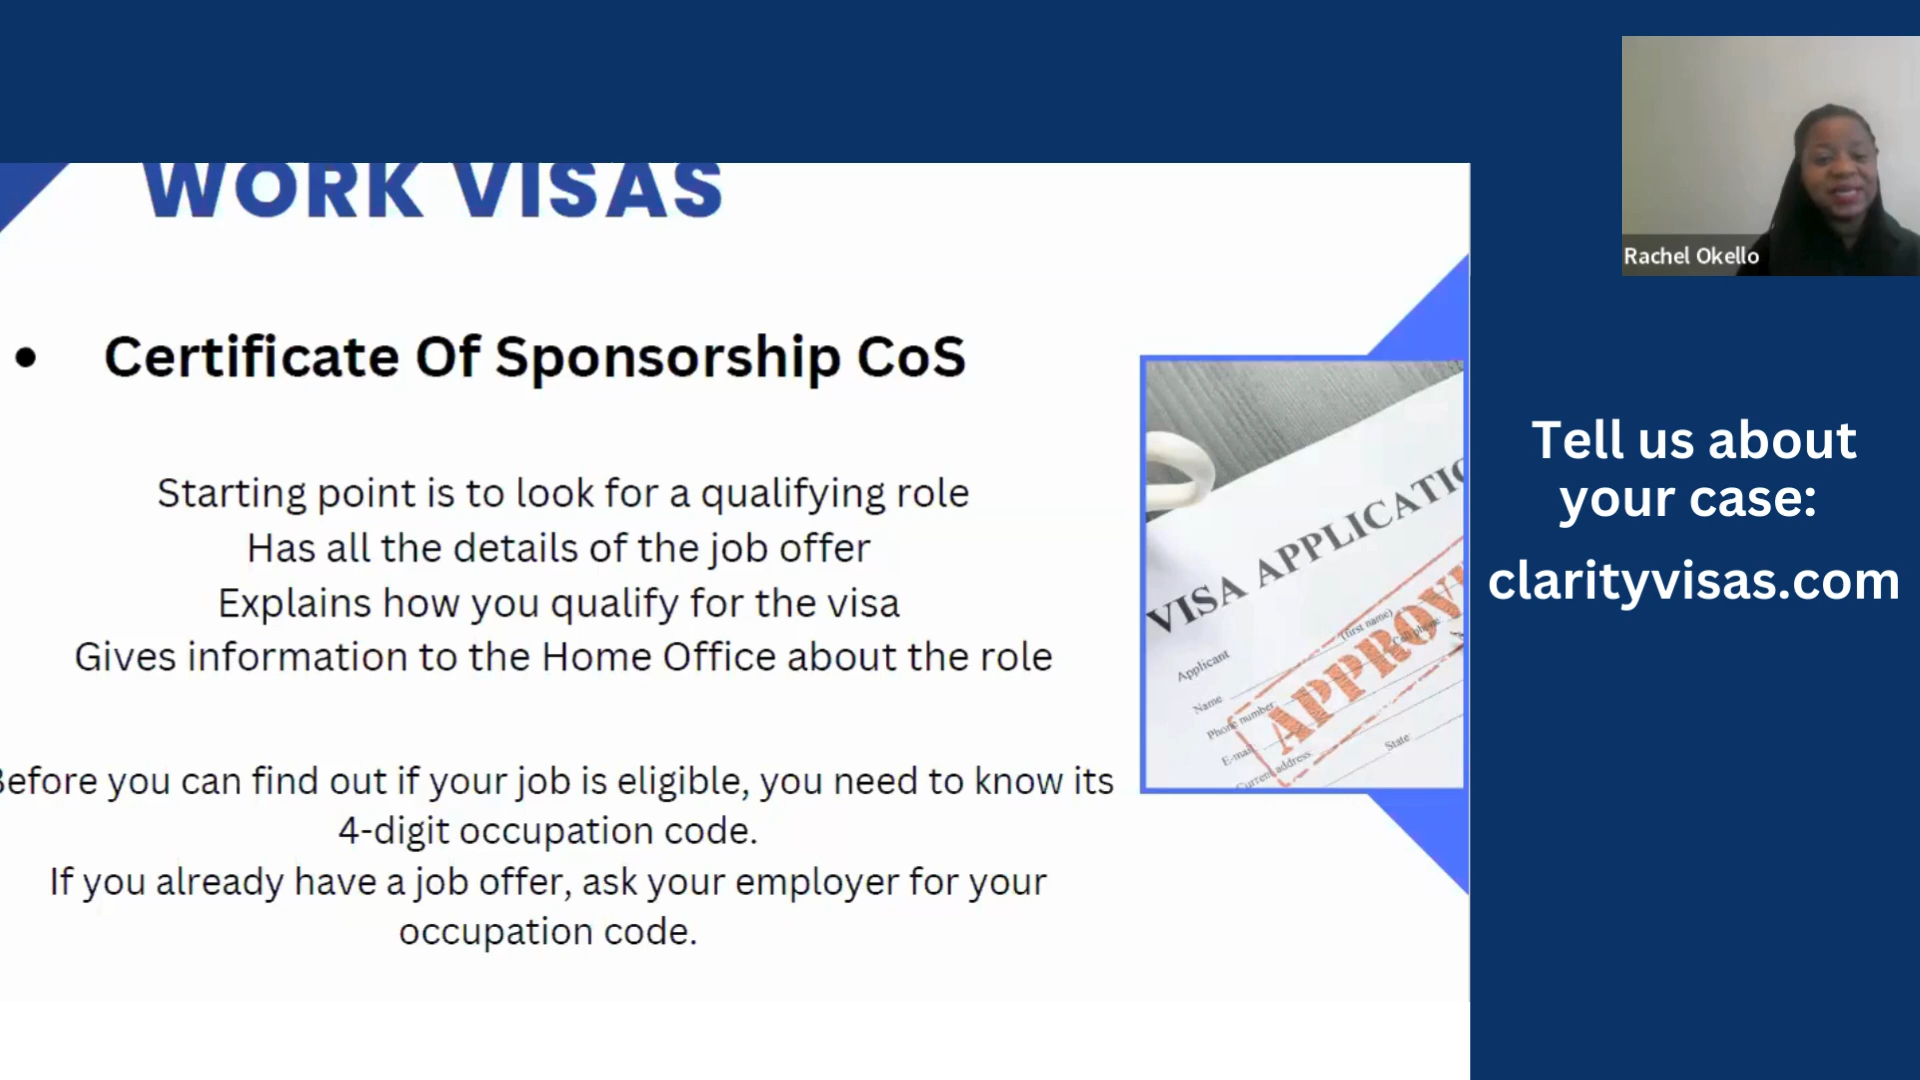 WORK VISAS
Rachel Okello
• Certificate Of Sponsorship CoS
Starting point is to look for a qualifying role
Has all the details of the job offer
Explains how you qualify for the visa
Gives information to the Home Office about the role
Before you can find out if your job is eligible, you need to know its
4-digit occupation code.
If you already have a job offer, ask your employer for your
occupation code.
VISA APPLICATIO
APPROV
(first name)
Cell phone
Applicant
Name
Phone number
E-mail
Current address
State
Tell us about
your case:
clarityvisas.com